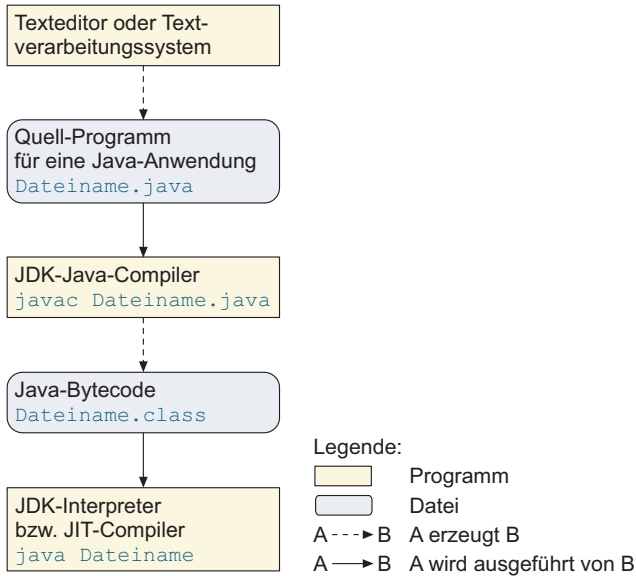 Texteditor oder Text-
verarbeitungssystem
Quell-Programm
für eine Java-Anwendung
Dateiname.java
JDK-Java-Compiler
javac Dateiname.java
Java-Bytecode
Dateiname.class
JDK-Interpreter
bzw. JIT-Compiler
java Dateiname
Legende:
Programm
Datei
A B A erzeugt B
A B A wird ausgeführt von B